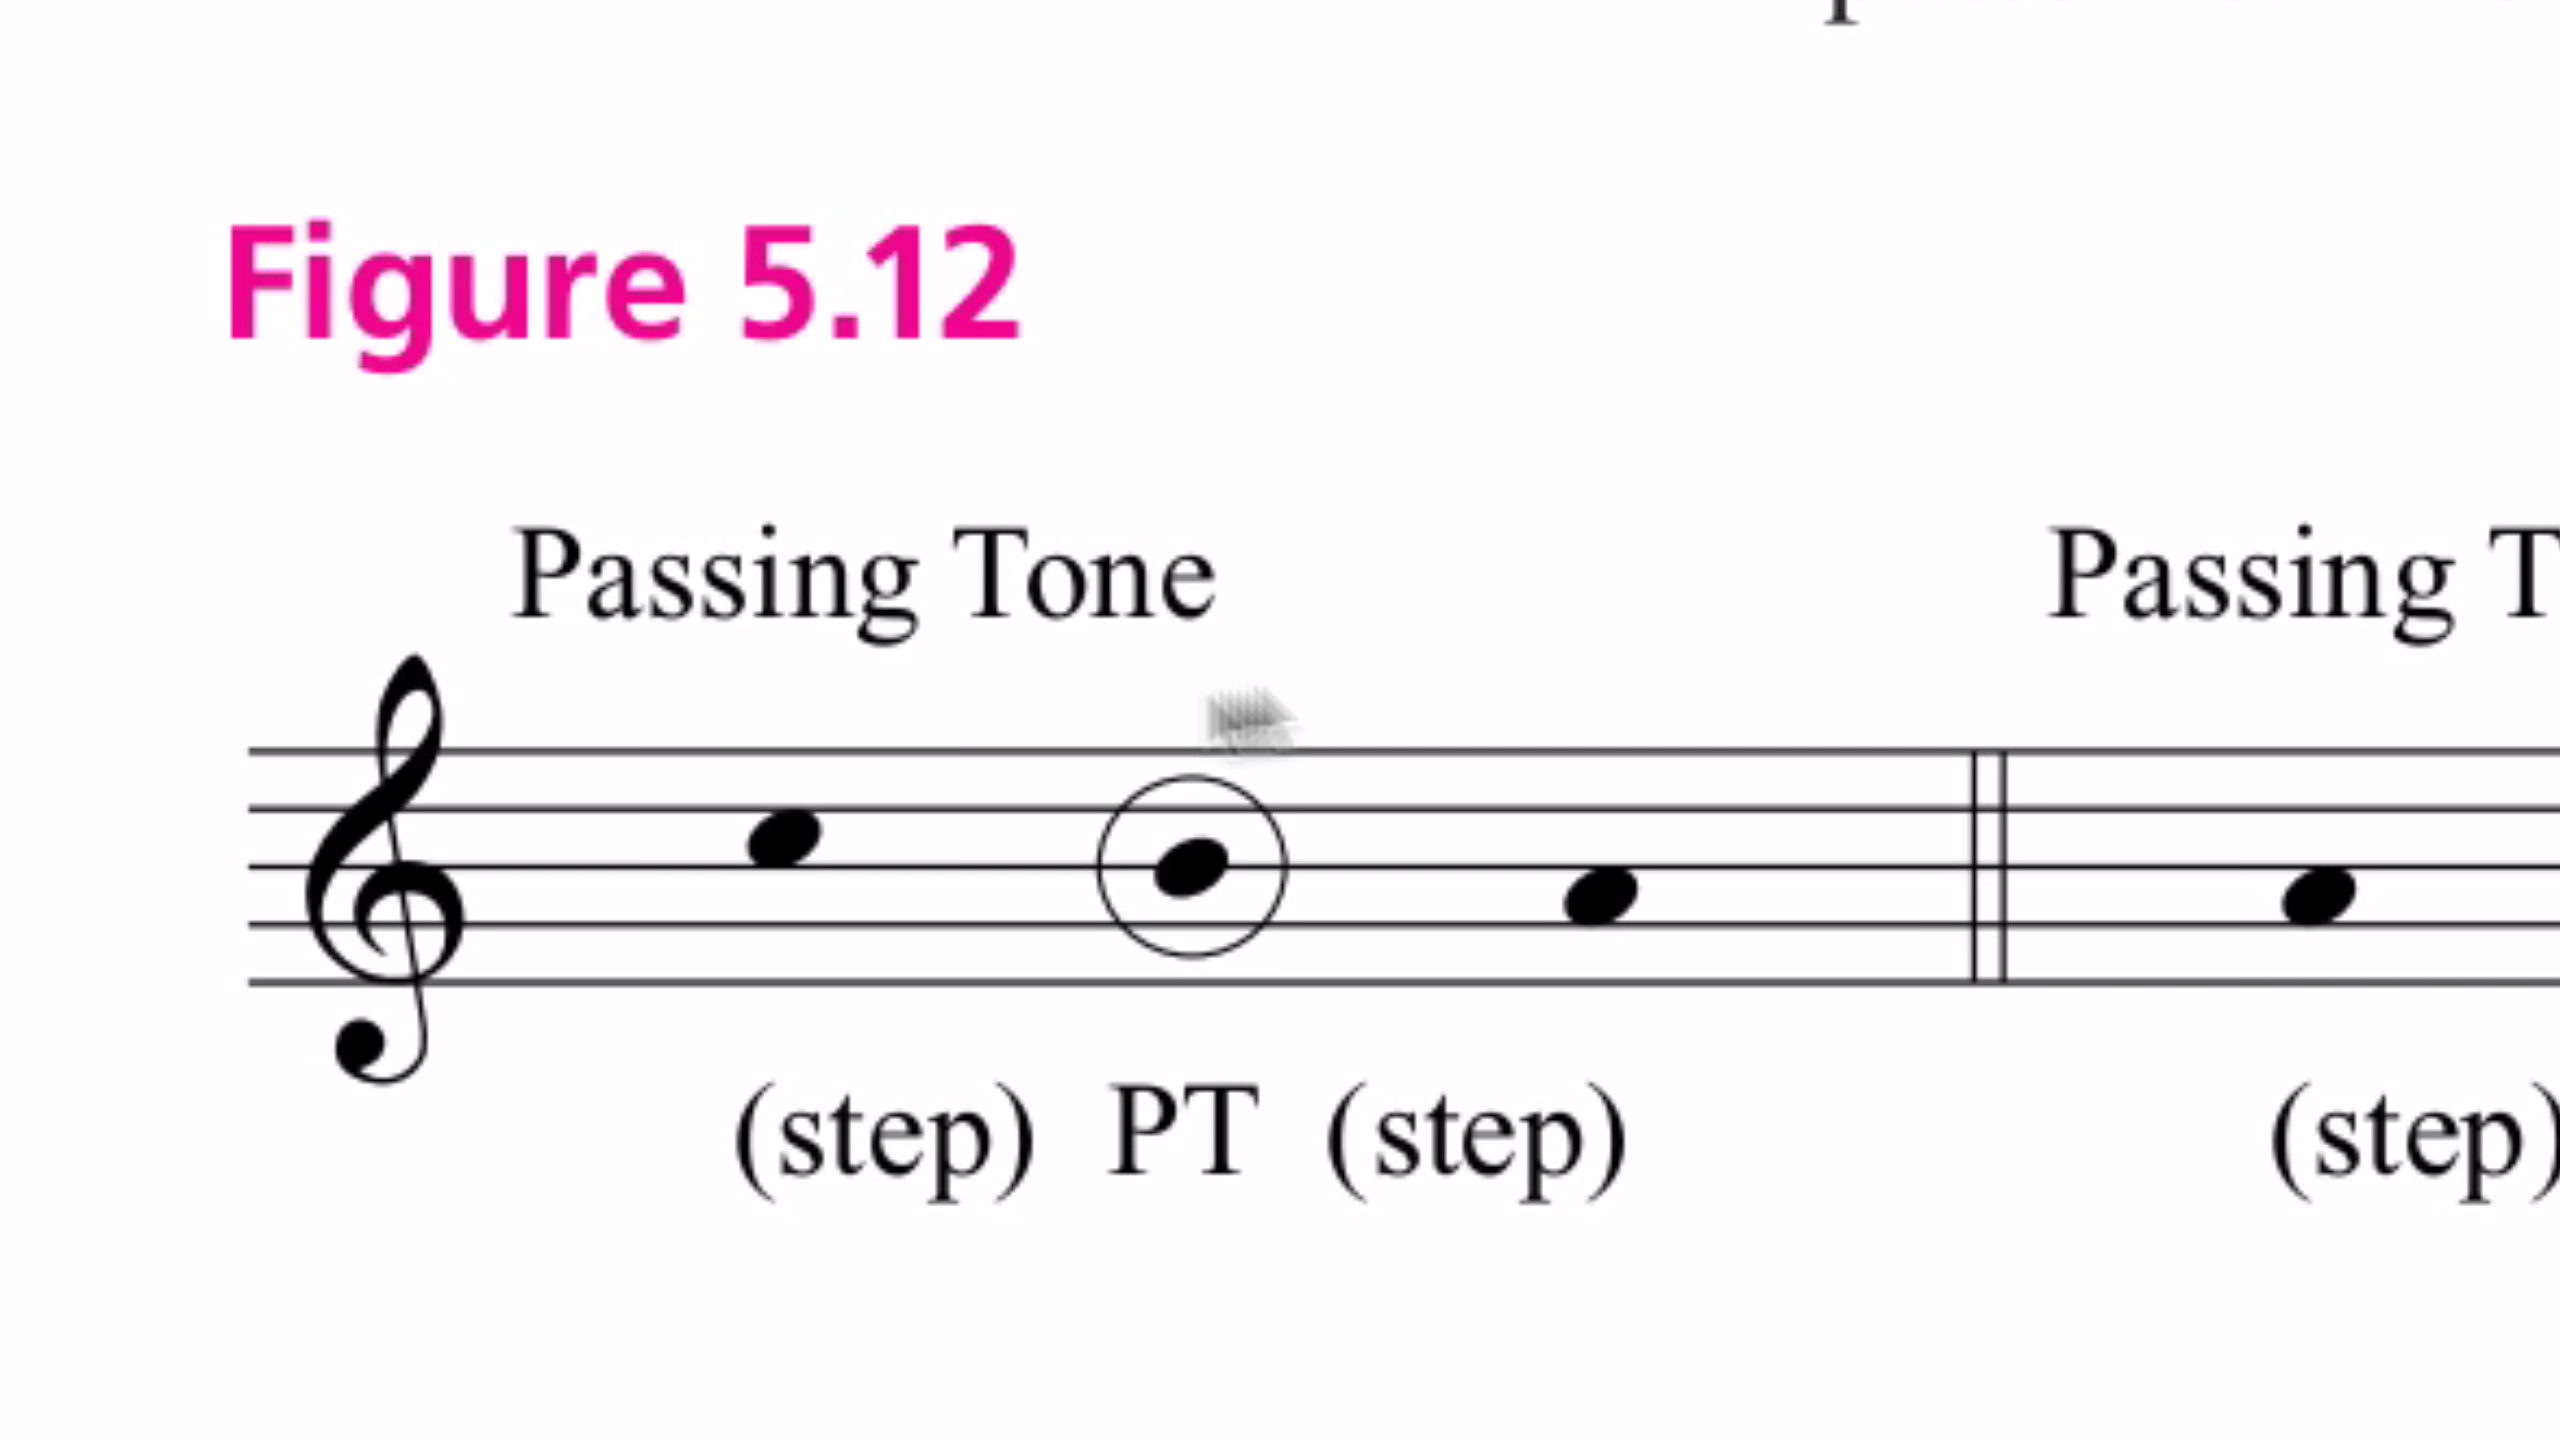 Figure 5.12
Passing Tone Passing T
(step) PT (step) (step)